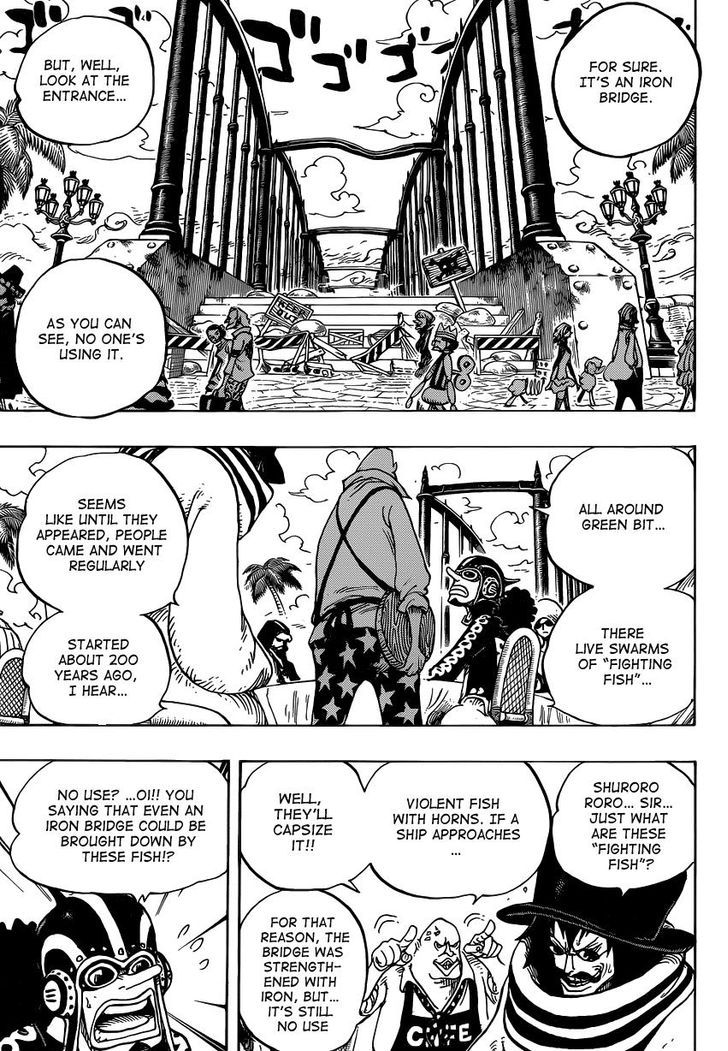 FOR SURE.
IT'S AN IRON
BRIDGE.
BUT, WELL,
LOOK AT THE
ENTRANCE...
ゴゴゴゴ
AS YOU CAN
SEE, NO ONE'S
USING IT.
ALL AROUND
GREEN BIT...
THERE
LIVE SWARMS
OF "FIGHTING
FISH"...
SEEMS
LIKE UNTIL THEY
APPEARED, PEOPLE
CAME AND WENT
REGULARLY
STARTED
ABOUT 200
YEARS AGO,
I HEAR...
SHURORO
RORO... SIR...
JUST WHAT
ARE THESE
"FIGHTING
FISH"?
VIOLENT FISH
WITH HORNS. IF A
SHIP APPROACHES
...
WELL,
THEY'LL
CAPSIZE
IT!!
FOR THAT
REASON, THE
BRIDGE WAS
STRENGTH-
ENED WITH
IRON, BUT...
IT'S STILL
NO USE
NO USE? ...OI!! YOU
SAYING THAT EVEN AN
IRON BRIDGE COULD BE
BROUGHT DOWN BY
THESE FISH!?